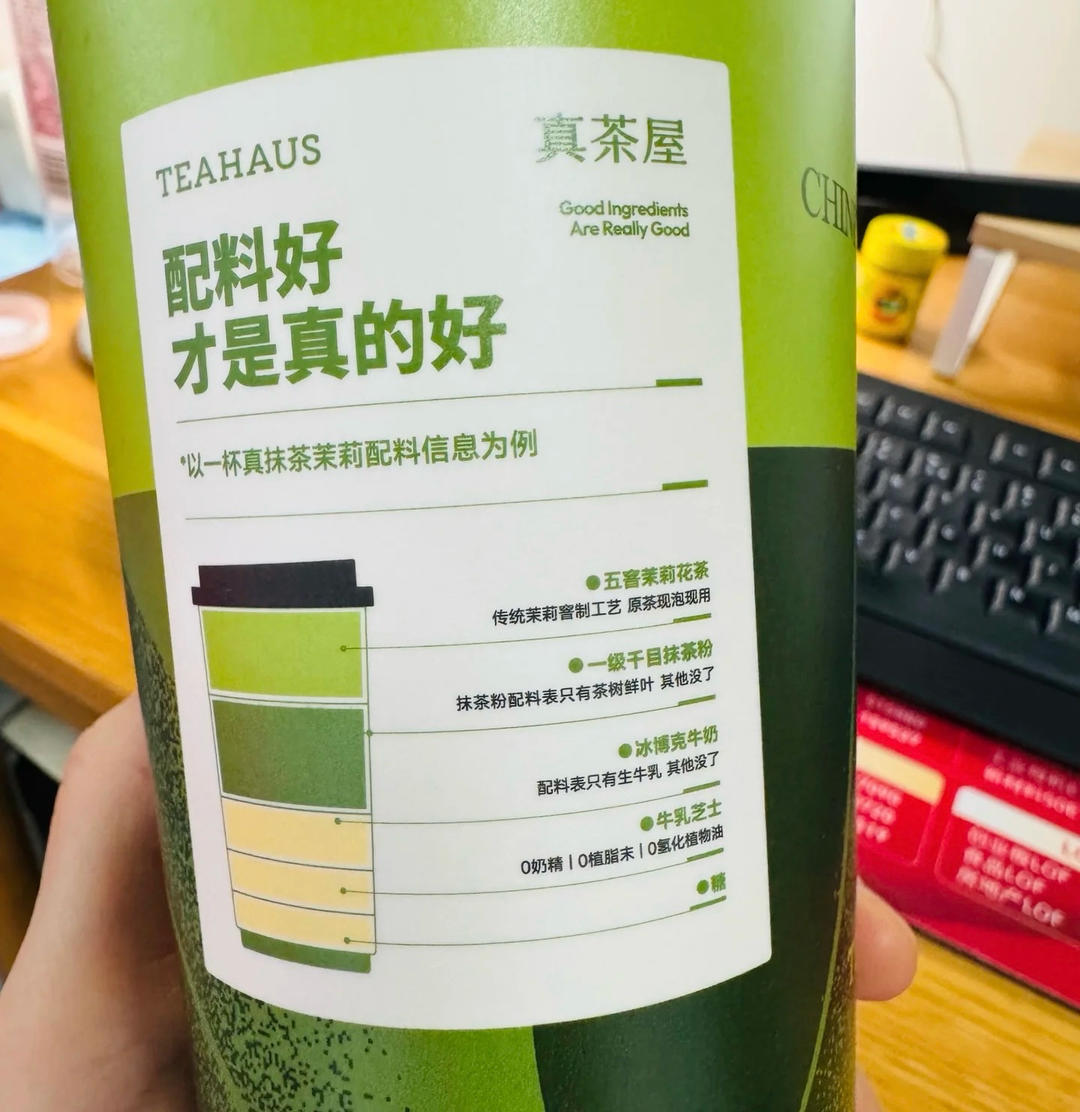 TEAHAUS
真茶屋
Good Ingredients
Are Really Good
配料好
才是真的好
*以一杯真抹茶茉莉配料信息为例
●五窨茉莉花茶
传统茉莉窨制工艺 原茶现泡现用
●一级千目抹茶粉
抹茶粉配料表只有茶树鲜叶 其他没了
●冰博克牛奶
配料表只有生牛乳 其他没了
●牛乳芝士
0奶精 | 0植脂末 | 0氢化植物油
●糖